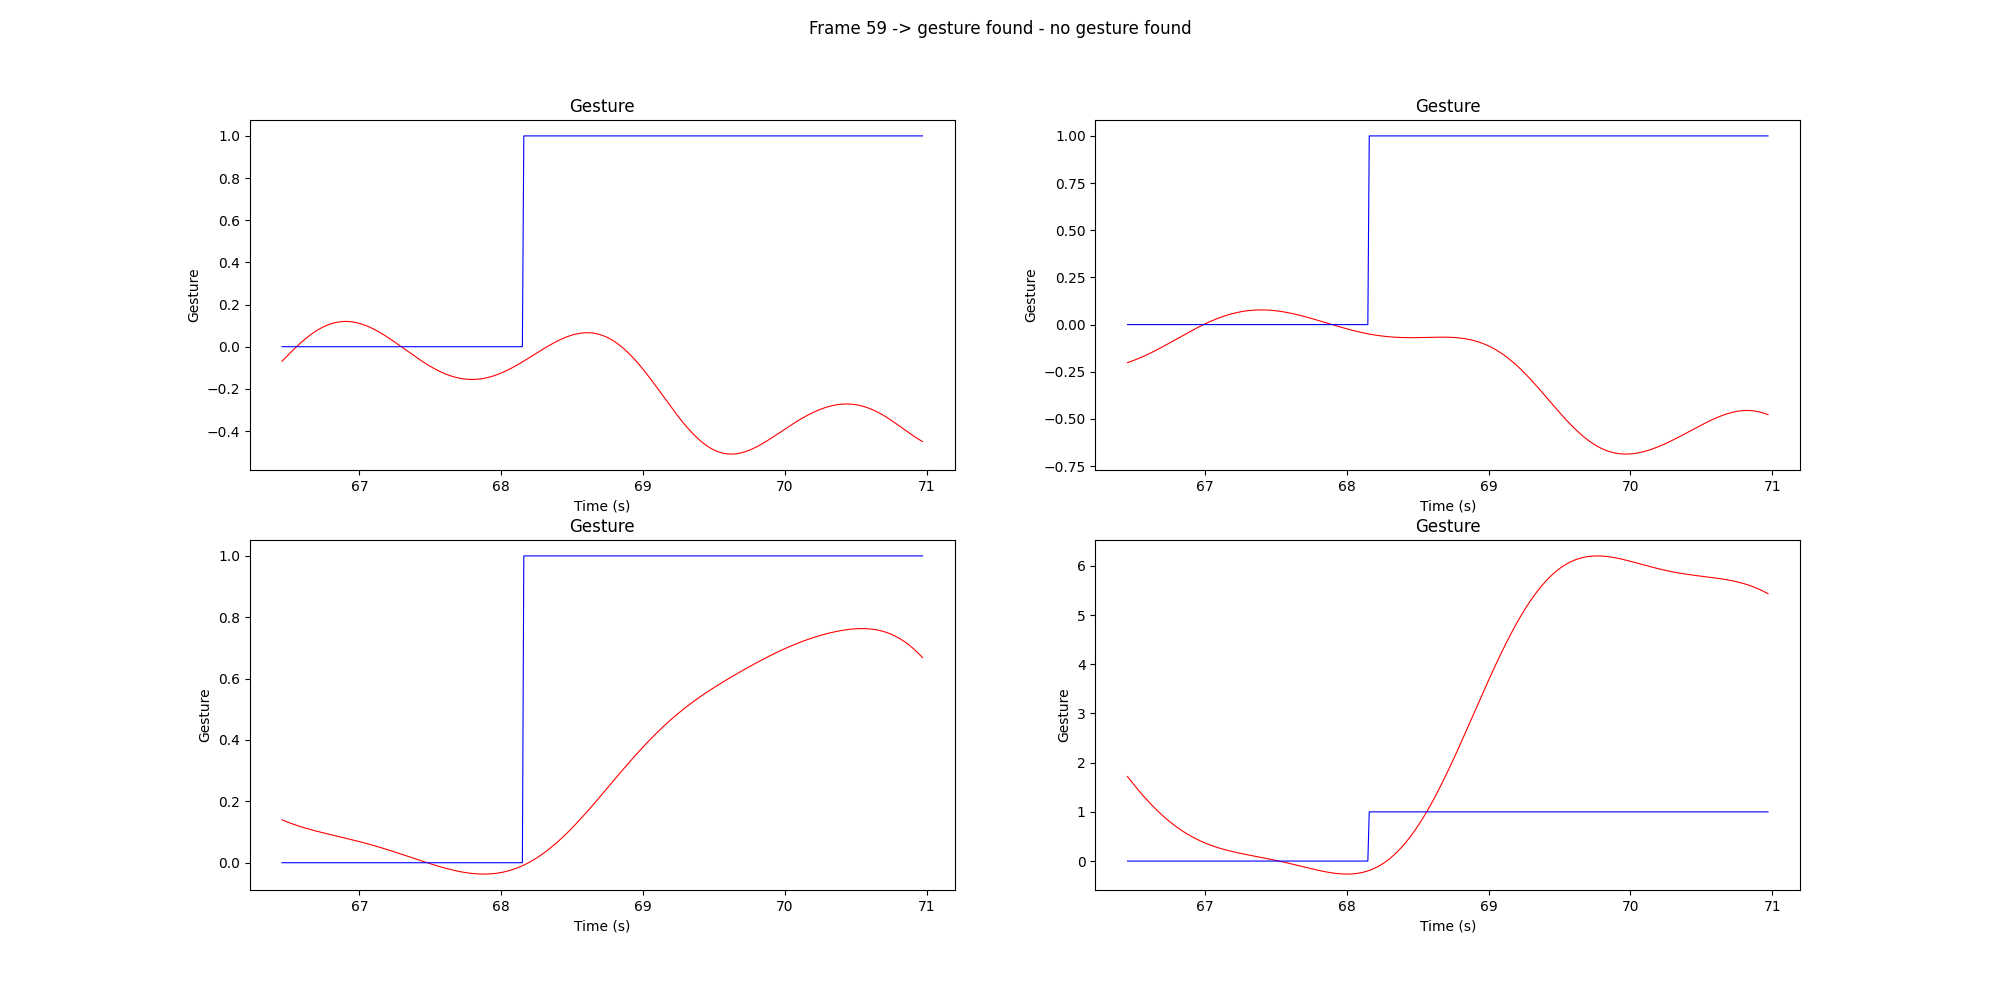 Frame 59 -> gesture found - no gesture found
Gesture
1.0
0.8
0.6
0.4
0.2
0.0
−0.2
−0.4
Gesture
67 68 69 70 71
Time (s)
Gesture
1.00
0.75
0.50
0.25
0.00
−0.25
−0.50
−0.75
Gesture
67 68 69 70 71
Time (s)
Gesture
1.0
0.8
0.6
0.4
0.2
0.0
Gesture
67 68 69 70 71
Time (s)
Gesture
6
5
4
3
2
1
0
Gesture
67 68 69 70 71
Time (s)